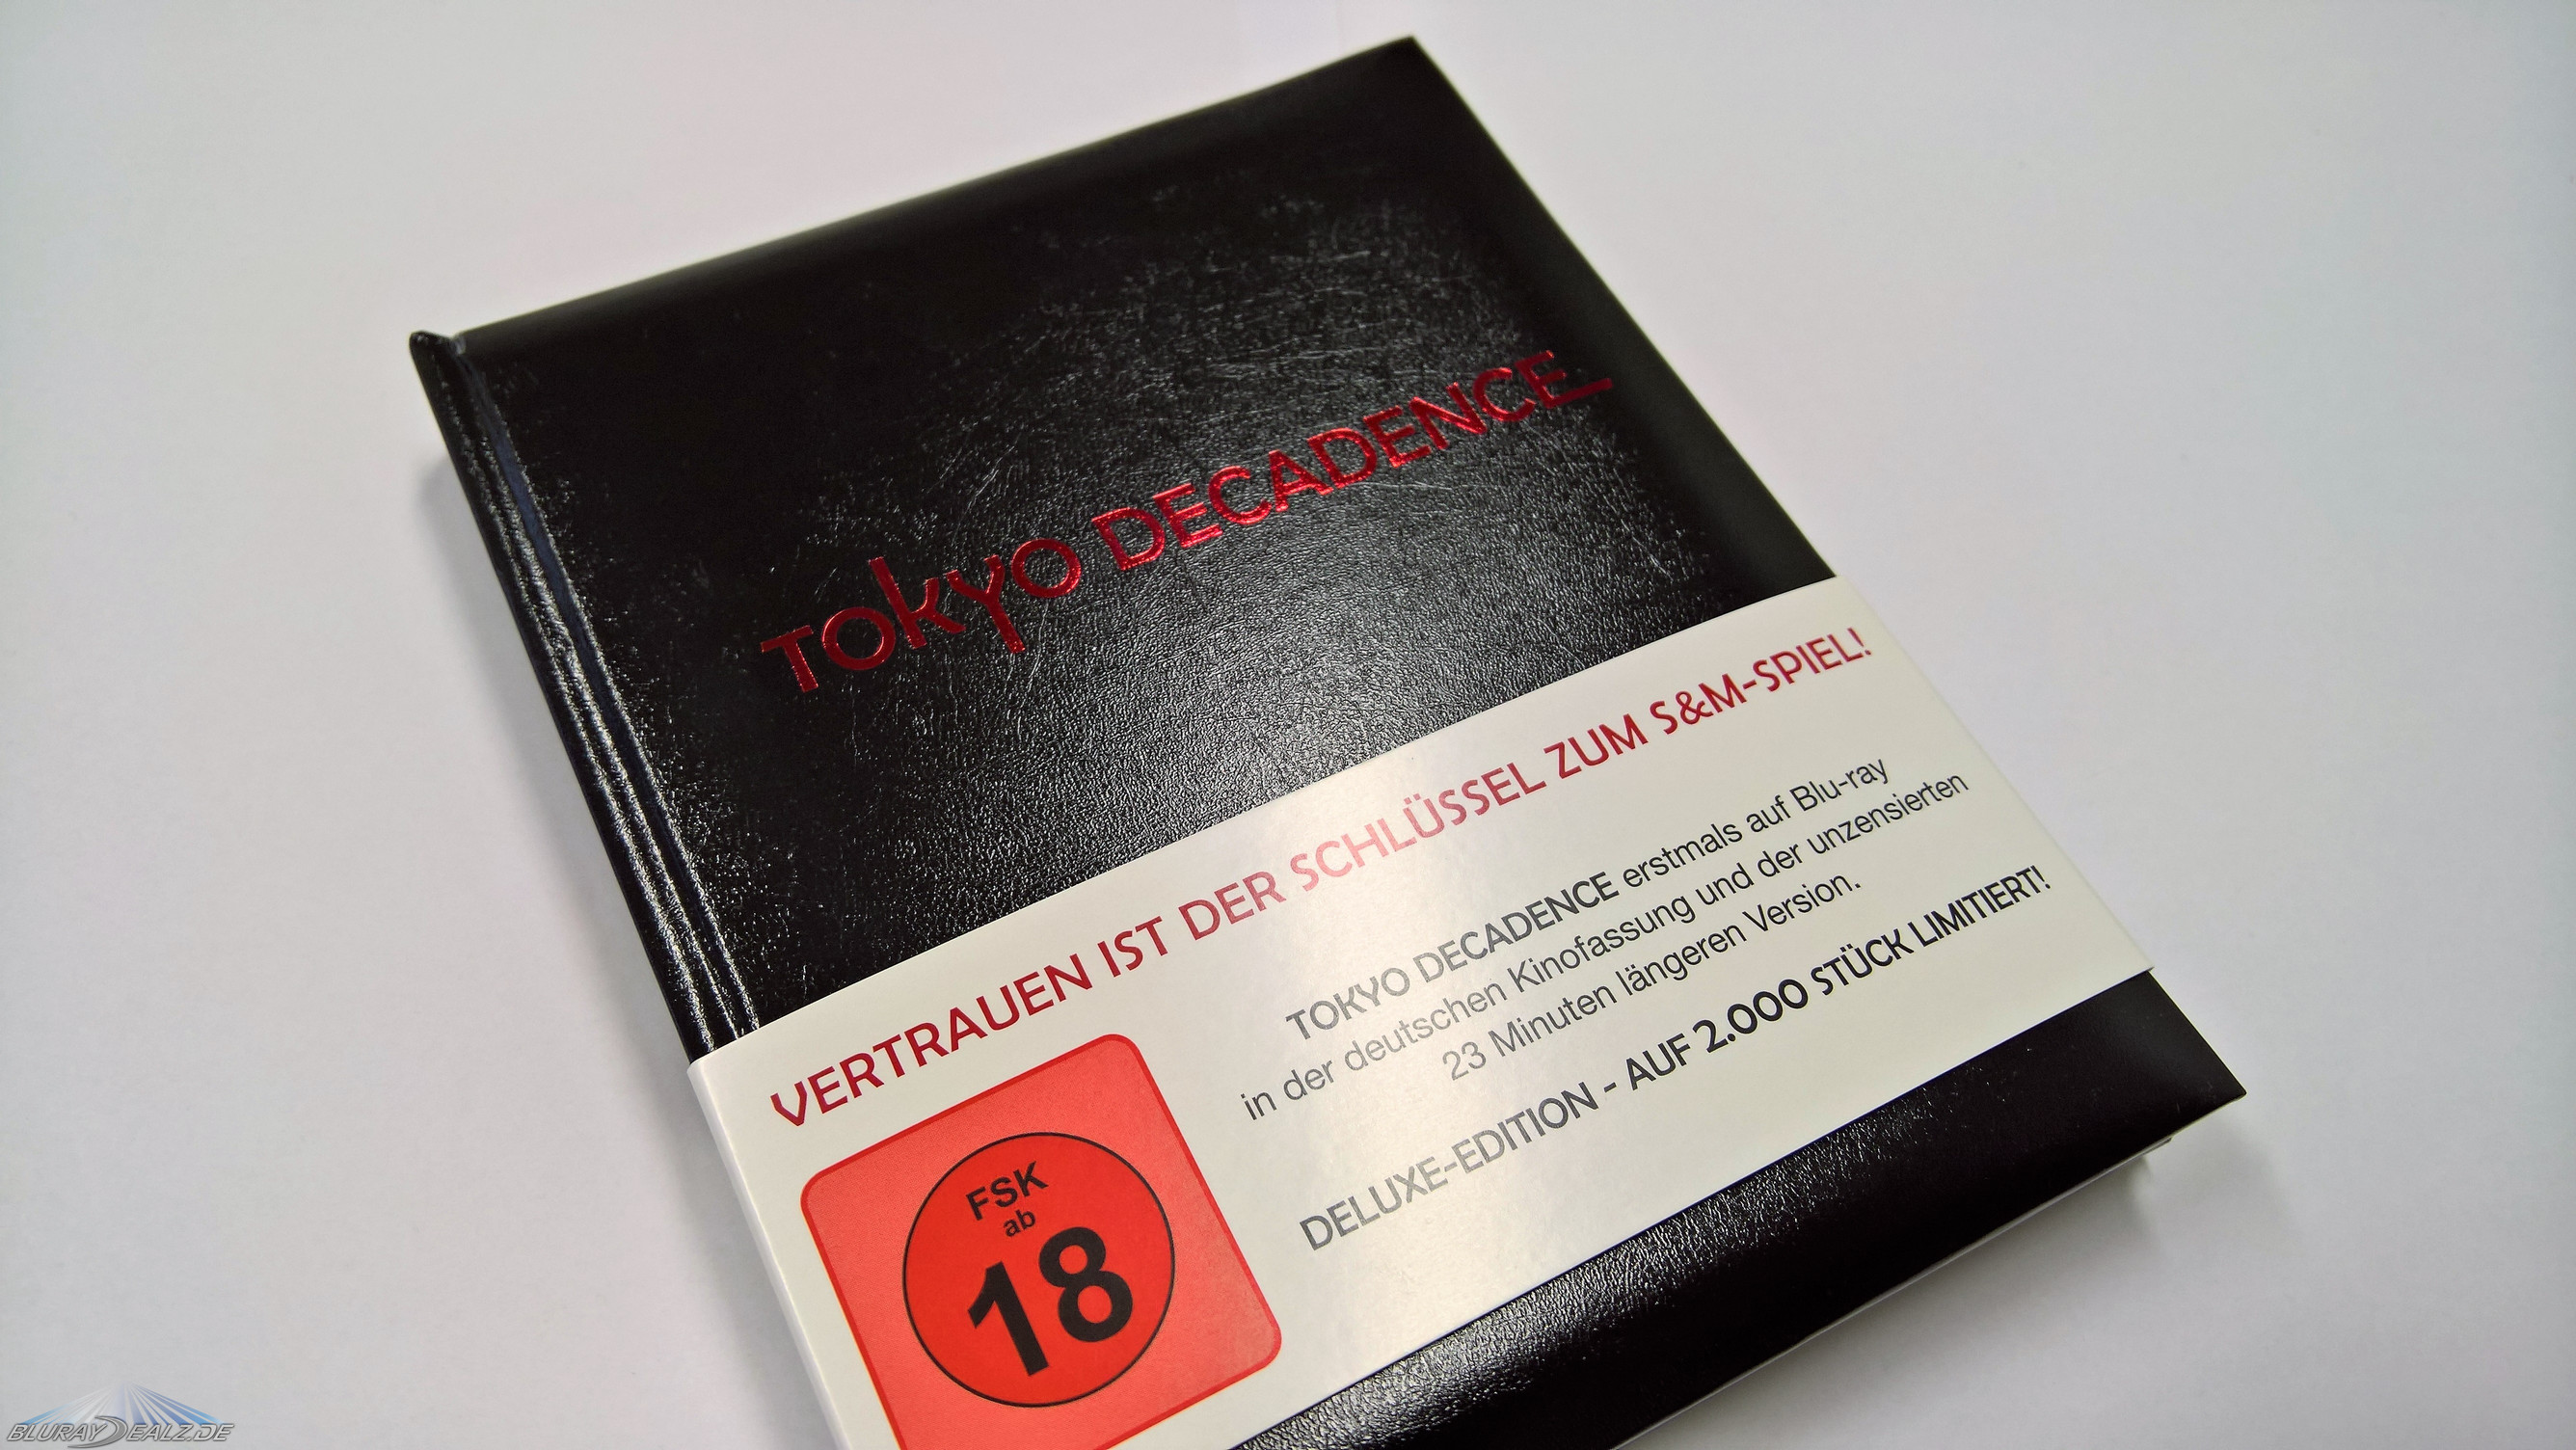 TOKYO DECADENCE
VERTRAUEN IST DER SCHLÜSSEL ZUM S&M-SPIEL!
TOKYO DECADENCE erstmals auf Blu-ray
in der deutschen Kinofassung und der unzensierten
23 Minuten längeren Version.
DELUXE-EDITION - AUF 2.000 STÜCK LIMITIERT!
FSK
ab
18
BLURAYDEALZ.DE